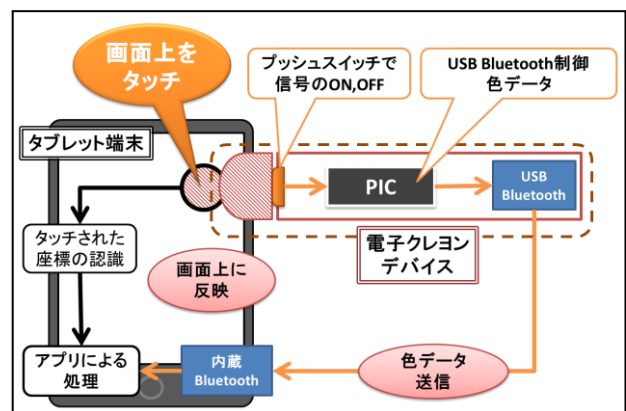 画面上を
タッチ
プッシュスイッチで
信号のON,OFF
USB Bluetooth制御
色データ
タブレット端末
PIC
USB
Bluetooth
タッチされた
座標の認識
画面上に
反映
電子クレヨン
デバイス
アプリによる
処理
内蔵
Bluetooth
色データ
送信